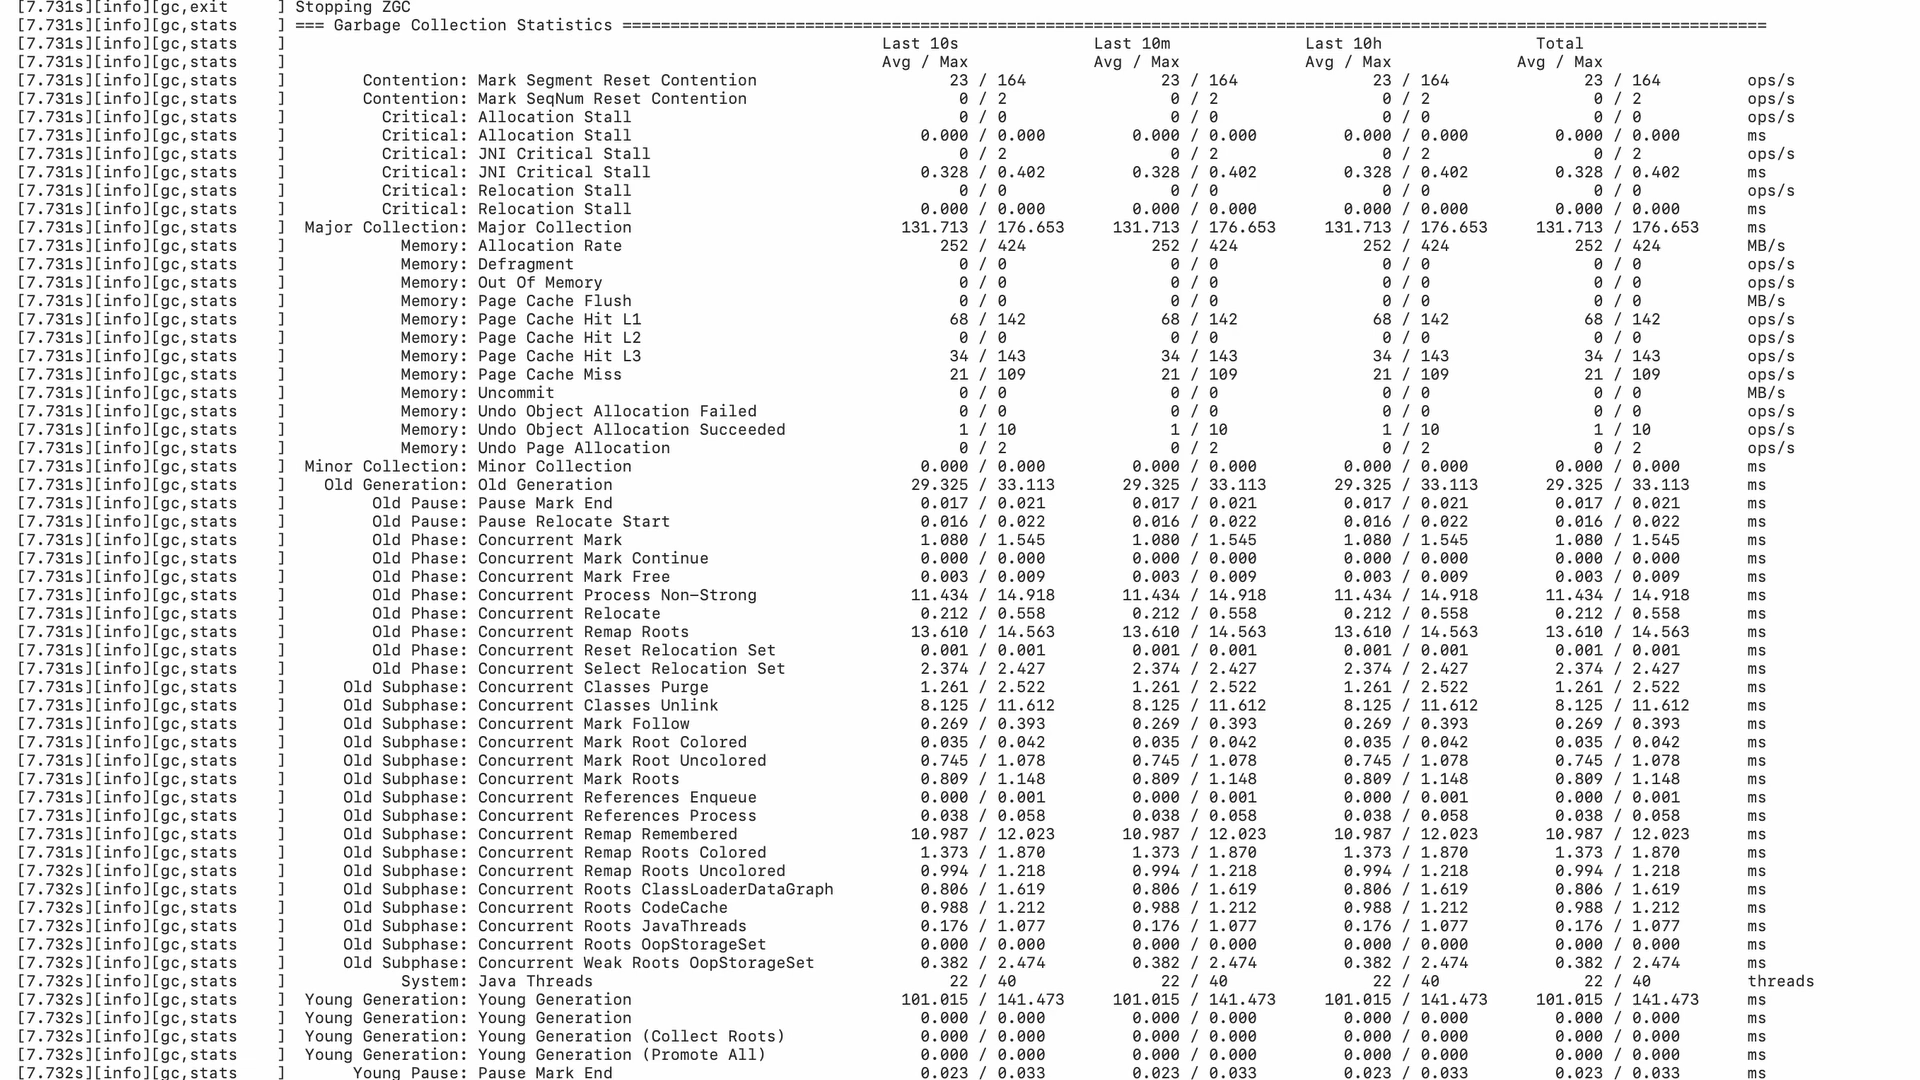 [7.731s][info][gc,exit     ] Stopping ZGC
[7.731s][info][gc,stats    ] === Garbage Collection Statistics =======================================================================================================================
[7.731s][info][gc,stats    ]                                                              Last 10s              Last 10m              Last 10h                Total
[7.731s][info][gc,stats    ]                                                              Avg / Max             Avg / Max             Avg / Max             Avg / Max
[7.731s][info][gc,stats    ]        Contention: Mark Segment Reset Contention                    23 / 164              23 / 164              23 / 164              23 / 164         ops/s
[7.731s][info][gc,stats    ]        Contention: Mark SeqNum Reset Contention                      0 / 2                 0 / 2                 0 / 2                 0 / 2           ops/s
[7.731s][info][gc,stats    ]          Critical: Allocation Stall                                  0 / 0                 0 / 0                 0 / 0                 0 / 0           ops/s
[7.731s][info][gc,stats    ]          Critical: Allocation Stall                              0.000 / 0.000         0.000 / 0.000         0.000 / 0.000         0.000 / 0.000       ms
[7.731s][info][gc,stats    ]          Critical: JNI Critical Stall                                0 / 2                 0 / 2                 0 / 2                 0 / 2           ops/s
[7.731s][info][gc,stats    ]          Critical: JNI Critical Stall                            0.328 / 0.402         0.328 / 0.402         0.328 / 0.402         0.328 / 0.402       ms
[7.731s][info][gc,stats    ]          Critical: Relocation Stall                                  0 / 0                 0 / 0                 0 / 0                 0 / 0           ops/s
[7.731s][info][gc,stats    ]          Critical: Relocation Stall                              0.000 / 0.000         0.000 / 0.000         0.000 / 0.000         0.000 / 0.000       ms
[7.731s][info][gc,stats    ]  Major Collection: Major Collection                            131.713 / 176.653     131.713 / 176.653     131.713 / 176.653     131.713 / 176.653     ms
[7.731s][info][gc,stats    ]            Memory: Allocation Rate                                 252 / 424             252 / 424             252 / 424             252 / 424         MB/s
[7.731s][info][gc,stats    ]            Memory: Defragment                                        0 / 0                 0 / 0                 0 / 0                 0 / 0           ops/s
[7.731s][info][gc,stats    ]            Memory: Out Of Memory                                     0 / 0                 0 / 0                 0 / 0                 0 / 0           ops/s
[7.731s][info][gc,stats    ]            Memory: Page Cache Flush                                  0 / 0                 0 / 0                 0 / 0                 0 / 0           MB/s
[7.731s][info][gc,stats    ]            Memory: Page Cache Hit L1                                68 / 142              68 / 142              68 / 142              68 / 142         ops/s
[7.731s][info][gc,stats    ]            Memory: Page Cache Hit L2                                 0 / 0                 0 / 0                 0 / 0                 0 / 0           ops/s
[7.731s][info][gc,stats    ]            Memory: Page Cache Hit L3                                34 / 143              34 / 143              34 / 143              34 / 143         ops/s
[7.731s][info][gc,stats    ]            Memory: Page Cache Miss                                  21 / 109              21 / 109              21 / 109              21 / 109         ops/s
[7.731s][info][gc,stats    ]            Memory: Uncommit                                          0 / 0                 0 / 0                 0 / 0                 0 / 0           MB/s
[7.731s][info][gc,stats    ]            Memory: Undo Object Allocation Failed                     0 / 0                 0 / 0                 0 / 0                 0 / 0           ops/s
[7.731s][info][gc,stats    ]            Memory: Undo Object Allocation Succeeded                  1 / 10                1 / 10                1 / 10                1 / 10          ops/s
[7.731s][info][gc,stats    ]            Memory: Undo Page Allocation                              0 / 2                 0 / 2                 0 / 2                 0 / 2           ops/s
[7.731s][info][gc,stats    ]  Minor Collection: Minor Collection                              0.000 / 0.000         0.000 / 0.000         0.000 / 0.000         0.000 / 0.000       ms
[7.731s][info][gc,stats    ]    Old Generation: Old Generation                               29.325 / 33.113       29.325 / 33.113       29.325 / 33.113       29.325 / 33.113      ms
[7.731s][info][gc,stats    ]         Old Pause: Pause Mark End                                0.017 / 0.021         0.017 / 0.021         0.017 / 0.021         0.017 / 0.021       ms
[7.731s][info][gc,stats    ]         Old Pause: Pause Relocate Start                          0.016 / 0.022         0.016 / 0.022         0.016 / 0.022         0.016 / 0.022       ms
[7.731s][info][gc,stats    ]         Old Phase: Concurrent Mark                               1.080 / 1.545         1.080 / 1.545         1.080 / 1.545         1.080 / 1.545       ms
[7.731s][info][gc,stats    ]         Old Phase: Concurrent Mark Continue                      0.000 / 0.000         0.000 / 0.000         0.000 / 0.000         0.000 / 0.000       ms
[7.731s][info][gc,stats    ]         Old Phase: Concurrent Mark Free                          0.003 / 0.009         0.003 / 0.009         0.003 / 0.009         0.003 / 0.009       ms
[7.731s][info][gc,stats    ]         Old Phase: Concurrent Process Non-Strong                11.434 / 14.918       11.434 / 14.918       11.434 / 14.918       11.434 / 14.918      ms
[7.731s][info][gc,stats    ]         Old Phase: Concurrent Relocate                           0.212 / 0.558         0.212 / 0.558         0.212 / 0.558         0.212 / 0.558       ms
[7.731s][info][gc,stats    ]         Old Phase: Concurrent Remap Roots                       13.610 / 14.563       13.610 / 14.563       13.610 / 14.563       13.610 / 14.563      ms
[7.731s][info][gc,stats    ]         Old Phase: Concurrent Reset Relocation Set               0.001 / 0.001         0.001 / 0.001         0.001 / 0.001         0.001 / 0.001       ms
[7.731s][info][gc,stats    ]         Old Phase: Concurrent Select Relocation Set              2.374 / 2.427         2.374 / 2.427         2.374 / 2.427         2.374 / 2.427       ms
[7.731s][info][gc,stats    ]      Old Subphase: Concurrent Classes Purge                      1.261 / 2.522         1.261 / 2.522         1.261 / 2.522         1.261 / 2.522       ms
[7.731s][info][gc,stats    ]      Old Subphase: Concurrent Classes Unlink                     8.125 / 11.612        8.125 / 11.612        8.125 / 11.612        8.125 / 11.612      ms
[7.731s][info][gc,stats    ]      Old Subphase: Concurrent Mark Follow                        0.269 / 0.393         0.269 / 0.393         0.269 / 0.393         0.269 / 0.393       ms
[7.731s][info][gc,stats    ]      Old Subphase: Concurrent Mark Root Colored                  0.035 / 0.042         0.035 / 0.042         0.035 / 0.042         0.035 / 0.042       ms
[7.731s][info][gc,stats    ]      Old Subphase: Concurrent Mark Root Uncolored                0.745 / 1.078         0.745 / 1.078         0.745 / 1.078         0.745 / 1.078       ms
[7.731s][info][gc,stats    ]      Old Subphase: Concurrent Mark Roots                         0.809 / 1.148         0.809 / 1.148         0.809 / 1.148         0.809 / 1.148       ms
[7.731s][info][gc,stats    ]      Old Subphase: Concurrent References Enqueue                 0.000 / 0.001         0.000 / 0.001         0.000 / 0.001         0.000 / 0.001       ms
[7.731s][info][gc,stats    ]      Old Subphase: Concurrent References Process                 0.038 / 0.058         0.038 / 0.058         0.038 / 0.058         0.038 / 0.058       ms
[7.731s][info][gc,stats    ]      Old Subphase: Concurrent Remap Remembered                  10.987 / 12.023       10.987 / 12.023       10.987 / 12.023       10.987 / 12.023      ms
[7.731s][info][gc,stats    ]      Old Subphase: Concurrent Remap Roots Colored                1.373 / 1.870         1.373 / 1.870         1.373 / 1.870         1.373 / 1.870       ms
[7.732s][info][gc,stats    ]      Old Subphase: Concurrent Remap Roots Uncolored              0.994 / 1.218         0.994 / 1.218         0.994 / 1.218         0.994 / 1.218       ms
[7.732s][info][gc,stats    ]      Old Subphase: Concurrent Roots ClassLoaderDataGraph         0.806 / 1.619         0.806 / 1.619         0.806 / 1.619         0.806 / 1.619       ms
[7.732s][info][gc,stats    ]      Old Subphase: Concurrent Roots CodeCache                    0.988 / 1.212         0.988 / 1.212         0.988 / 1.212         0.988 / 1.212       ms
[7.732s][info][gc,stats    ]      Old Subphase: Concurrent Roots JavaThreads                  0.176 / 1.077         0.176 / 1.077         0.176 / 1.077         0.176 / 1.077       ms
[7.732s][info][gc,stats    ]      Old Subphase: Concurrent Roots OopStorageSet                0.000 / 0.000         0.000 / 0.000         0.000 / 0.000         0.000 / 0.000       ms
[7.732s][info][gc,stats    ]      Old Subphase: Concurrent Weak Roots OopStorageSet           0.382 / 2.474         0.382 / 2.474         0.382 / 2.474         0.382 / 2.474       ms
[7.732s][info][gc,stats    ]            System: Java Threads                                     22 / 40               22 / 40               22 / 40               22 / 40          threads
[7.732s][info][gc,stats    ]  Young Generation: Young Generation                            101.015 / 141.473     101.015 / 141.473     101.015 / 141.473     101.015 / 141.473     ms
[7.732s][info][gc,stats    ]  Young Generation: Young Generation                              0.000 / 0.000         0.000 / 0.000         0.000 / 0.000         0.000 / 0.000       ms
[7.732s][info][gc,stats    ]  Young Generation: Young Generation (Collect Roots)              0.000 / 0.000         0.000 / 0.000         0.000 / 0.000         0.000 / 0.000       ms
[7.732s][info][gc,stats    ]  Young Generation: Young Generation (Promote All)                0.000 / 0.000         0.000 / 0.000         0.000 / 0.000         0.000 / 0.000       ms
[7.732s][info][gc,stats    ]       Young Pause: Pause Mark End                                0.023 / 0.033         0.023 / 0.033         0.023 / 0.033         0.023 / 0.033       ms